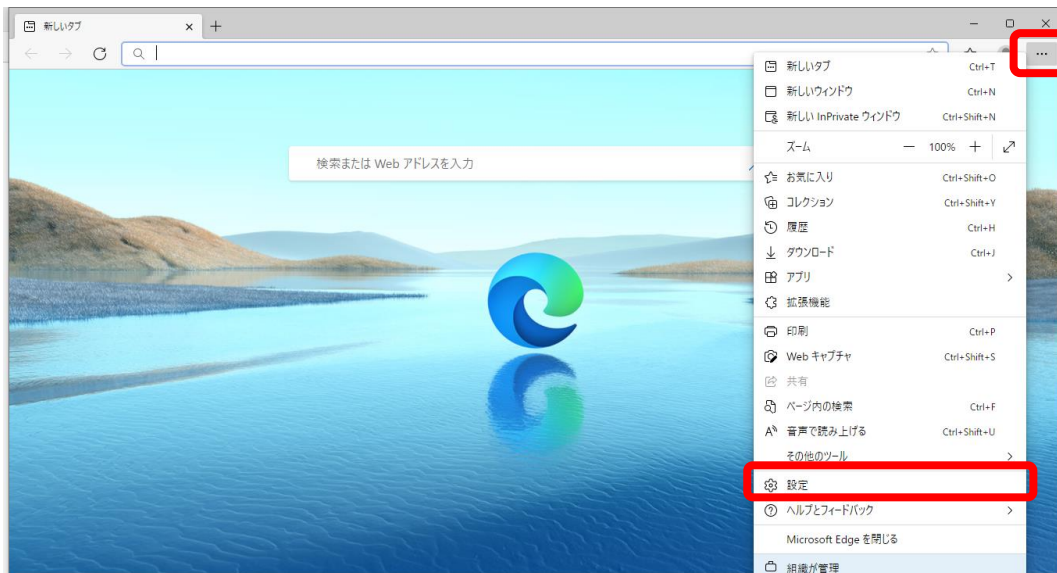 新しいタブ
新しいタブ Ctrl+T
新しいウィンドウ Ctrl+N
新しい InPrivate ウィンドウ Ctrl+Shift+N
ズーム 100%
検索または Web アドレスを入力
お気に入り Ctrl+Shift+O
コレクション Ctrl+Shift+Y
履歴 Ctrl+H
ダウンロード Ctrl+J
アプリ
拡張機能
印刷 Ctrl+P
Web キャプチャ Ctrl+Shift+S
共有
ページ内の検索 Ctrl+F
音声で読み上げる Ctrl+Shift+U
その他のツール
設定
ヘルプとフィードバック
Microsoft Edge を閉じる
組織が管理